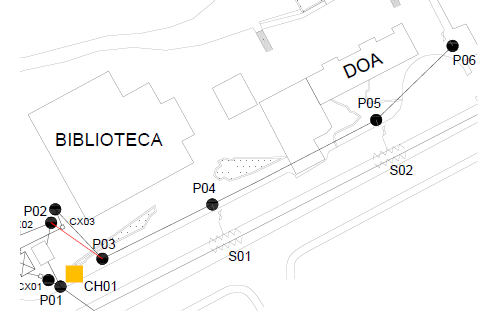 DOA
P06
P05
BIBLIOTECA
S02
P04
P02
CX03
P03
S01
CX01
CH01
P01